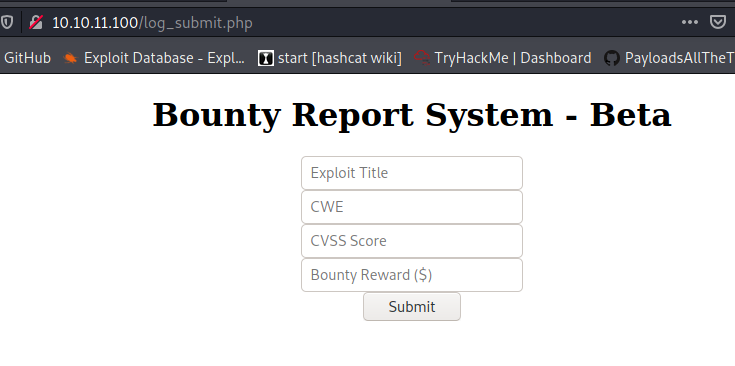 10.10.11.100/log_submit.php
GitHub Exploit Database - Expl... start [hashcat wiki] TryHackMe | Dashboard PayloadsAllTheT
Bounty Report System - Beta
Exploit Title
CWE
CVSS Score
Bounty Reward ($)
Submit